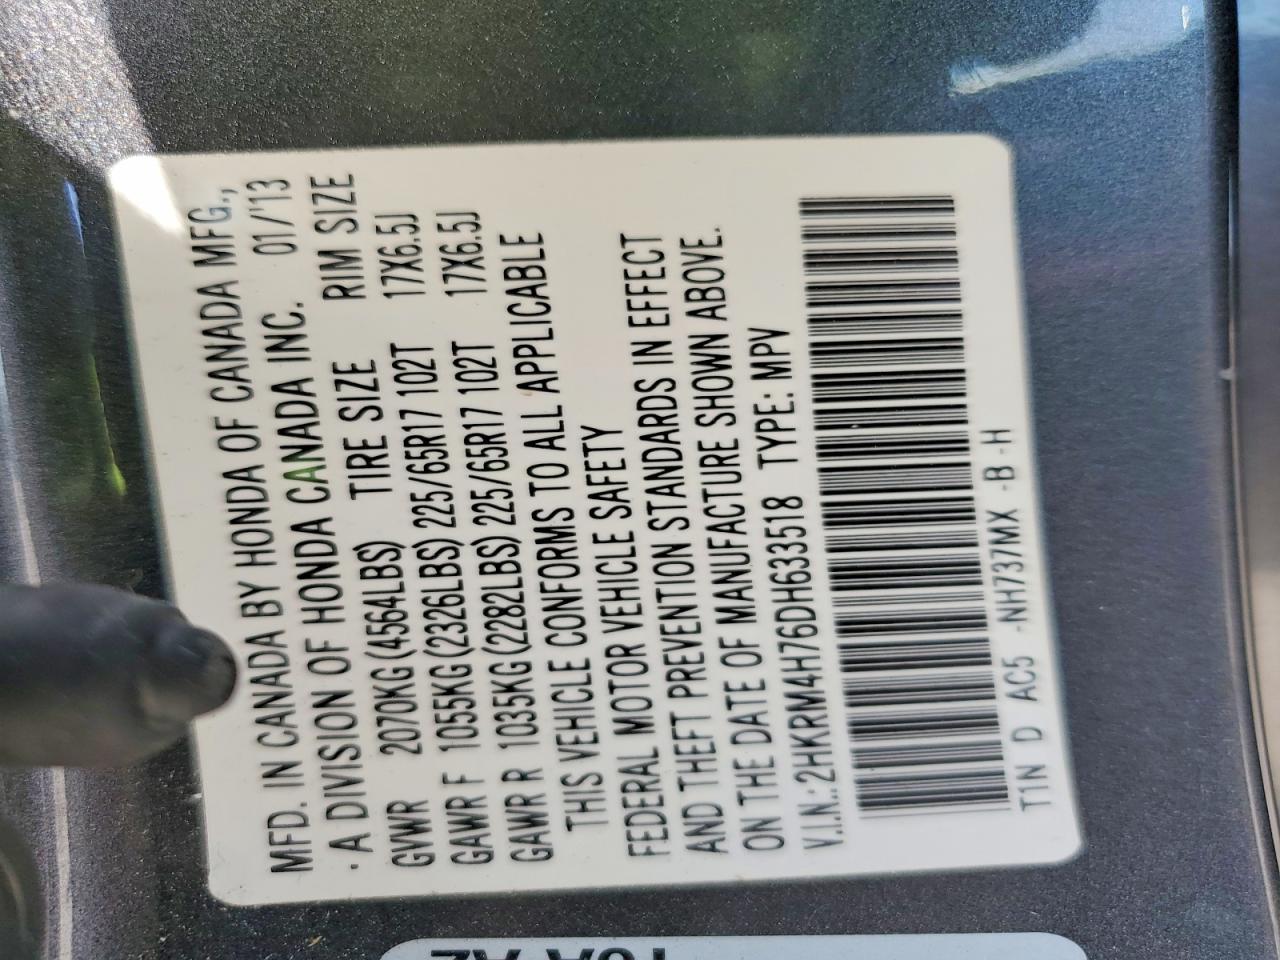 MFD. IN CANADA BY HONDA OF CANADA MFG.,
· A DIVISION OF HONDA CANADA INC. 01/'13
TIRE SIZE RIM SIZE
GVWR 2070KG (4564LBS)
GAWR F 1055KG (2326LBS) 225/65R17 102T 17X6.5J
GAWR R 1035KG (2282LBS) 225/65R17 102T 17X6.5J
THIS VEHICLE CONFORMS TO ALL APPLICABLE
FEDERAL MOTOR VEHICLE SAFETY
AND THEFT PREVENTION STANDARDS IN EFFECT
ON THE DATE OF MANUFACTURE SHOWN ABOVE.
V.I.N.:2HKRM4H76DH633518 TYPE: MPV
T1N D AC5 -NH737MX -B -H